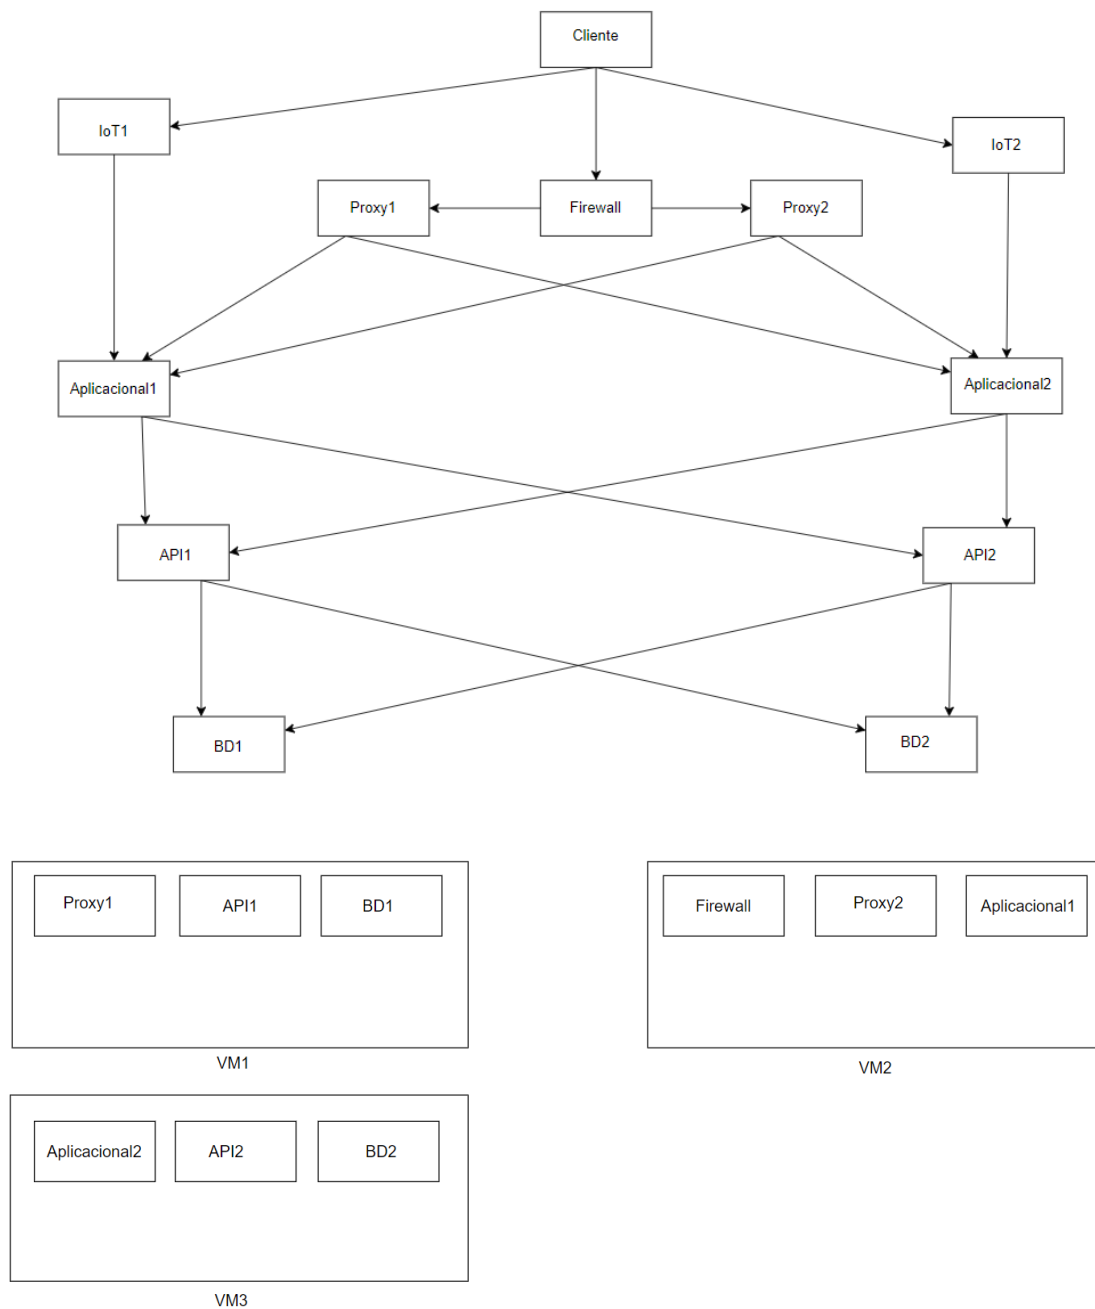 Cliente
IoT1
IoT2
Proxy1
Firewall
Proxy2
Aplicacional1
Aplicacional2
API1
API2
BD1
BD2
Proxy1
API1
BD1
VM1
Firewall
Proxy2
Aplicacional1
VM2
Aplicacional2
API2
BD2
VM3